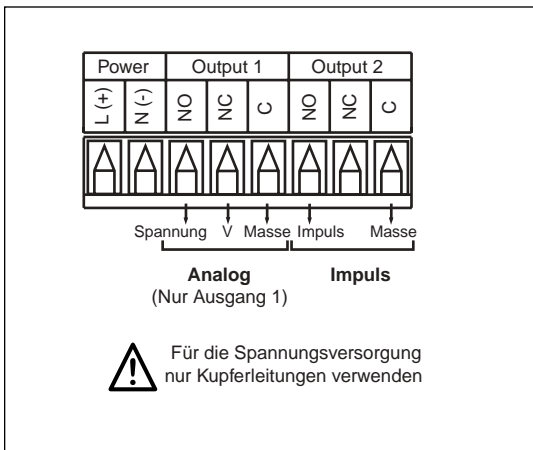 Power Output 1 Output 2
L (+) N (-) NO NC C NO NC C
Spannung V Masse Impuls Masse
Analog Impuls
(Nur Ausgang 1)
Für die Spannungsversorgung
nur Kupferleitungen verwenden